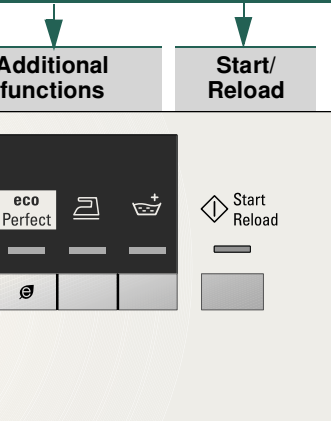 Additional
functions
Start/
Reload
eco
Perfect
Start
Reload
e